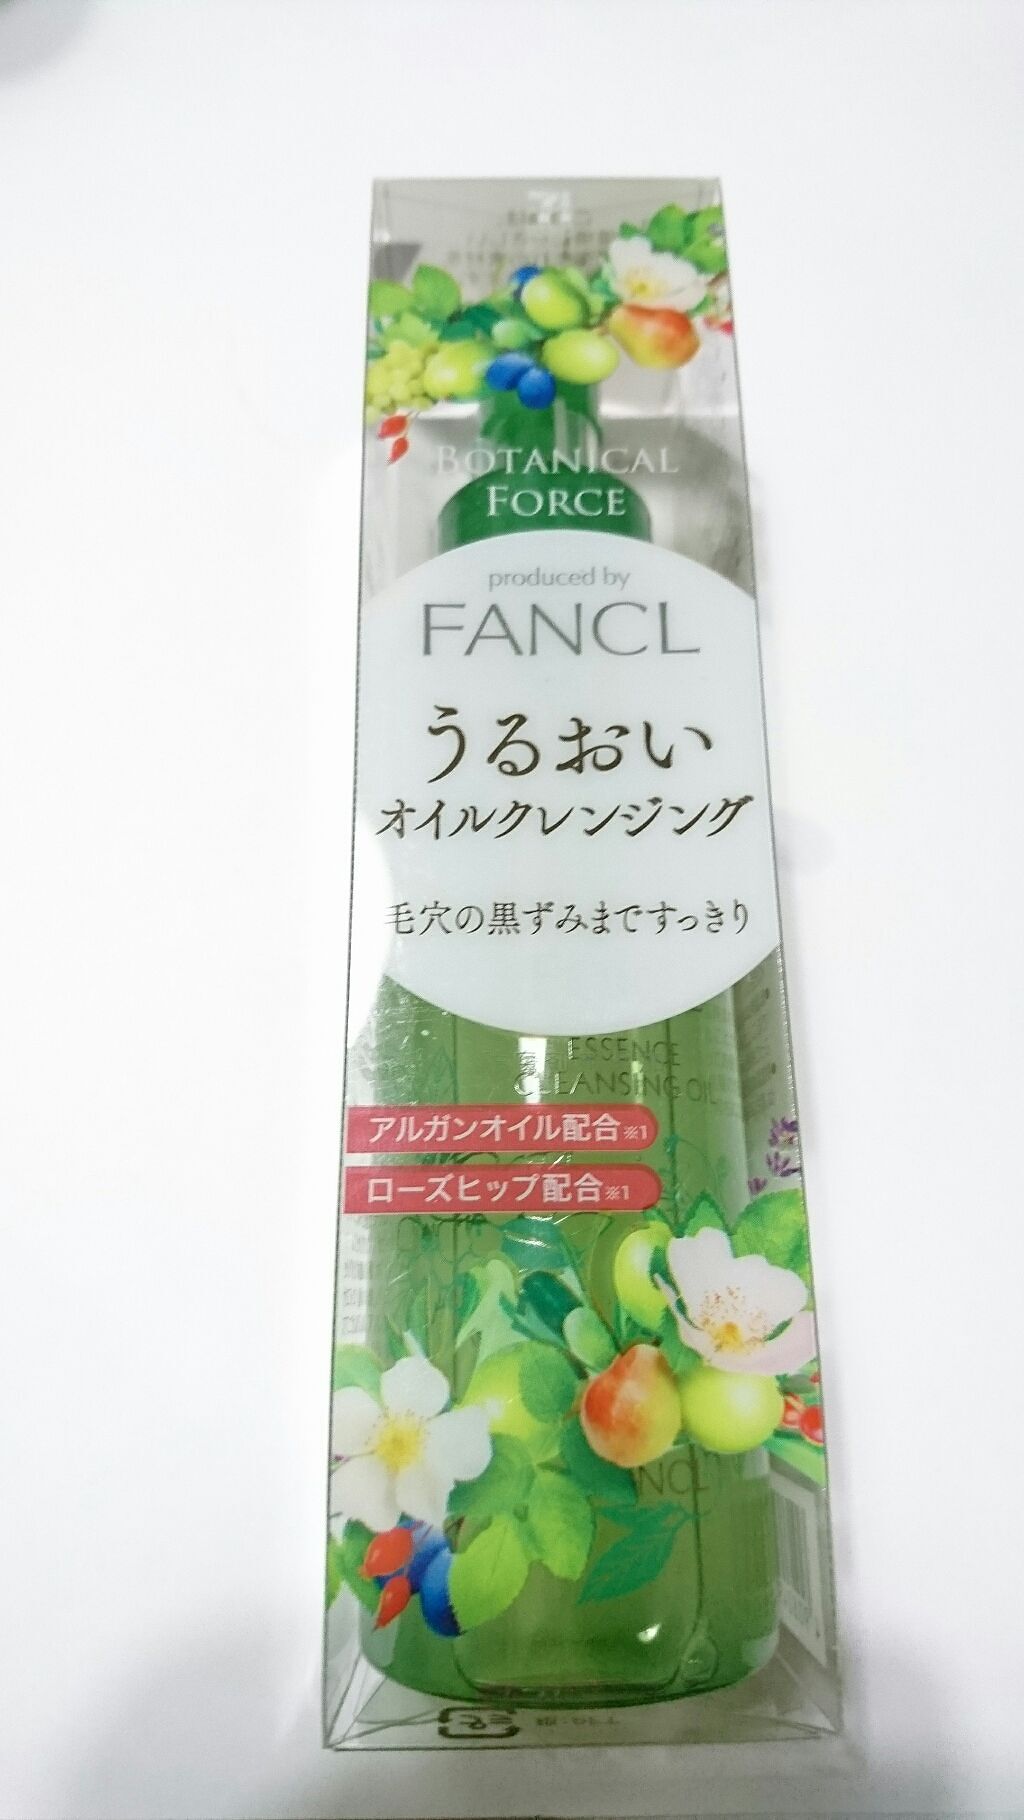 BOTANICAL
FORCE
produced by
FANCL
うるおい
オイルクレンジング
毛穴の黒ずみまですっきり
ESSENCE
CLEANSING OIL
アルガンオイル配合※1
ローズヒップ配合※1
NCL